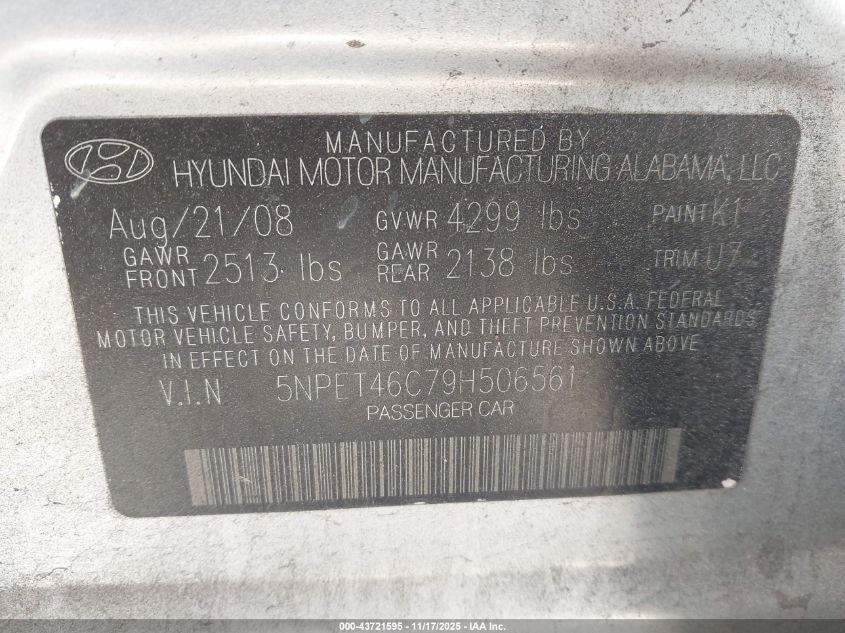 MANUFACTURED BY
HYUNDAI MOTOR MANUFACTURING ALABAMA, LLC
Aug/21/08 GVWR 4299 lbs PAINT K1
GAWR FRONT 2513 lbs GAWR REAR 2138 lbs TRIM U7
THIS VEHICLE CONFORMS TO ALL APPLICABLE U.S.A. FEDERAL
MOTOR VEHICLE SAFETY, BUMPER, AND THEFT PREVENTION STANDARDS
IN EFFECT ON THE DATE OF MANUFACTURE SHOWN ABOVE
V.I.N 5NPET46C79H506561
PASSENGER CAR
000-43721595 - 11/17/2025 - IAA Inc.